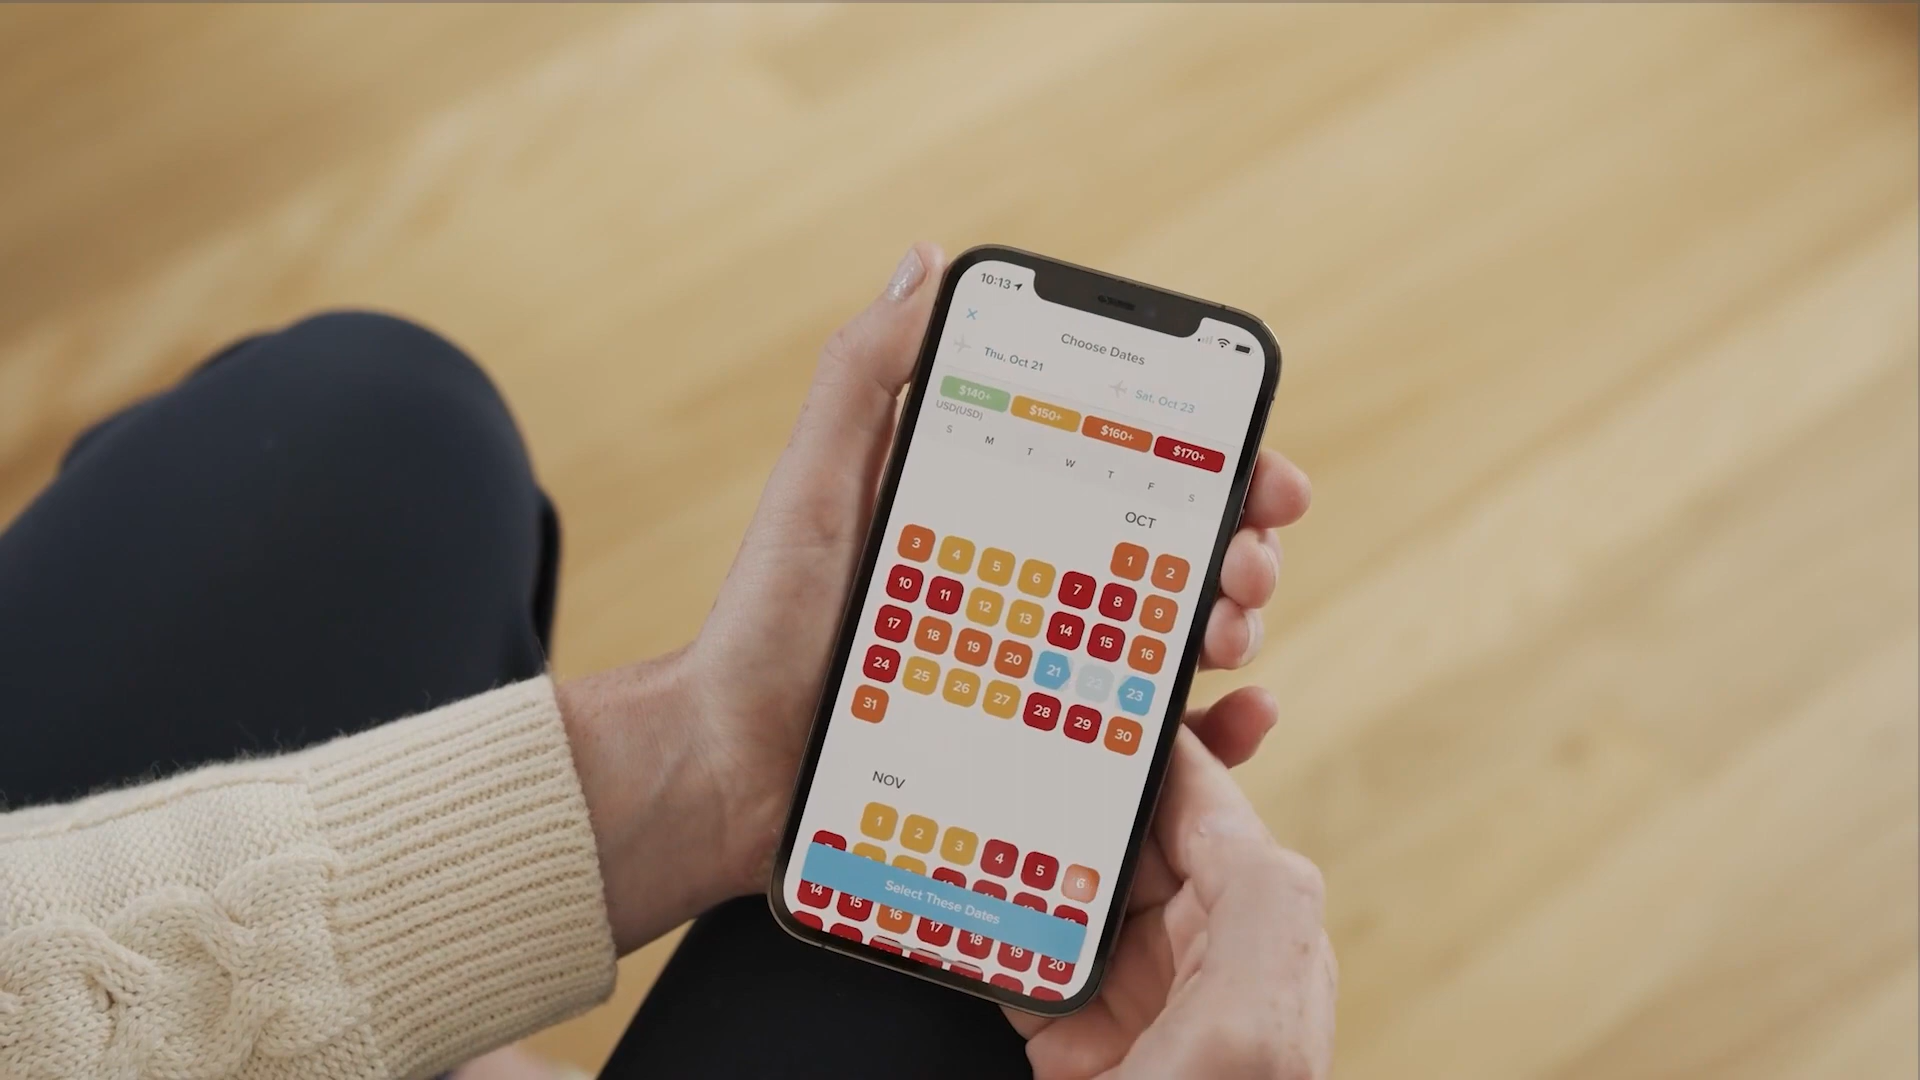 10:13
Choose Dates
Thu, Oct 21
Sat, Oct 23
$140+ $150+ $160+ $170+
USD(USD)
S M T W T F S
OCT
1 2
3 4 5 6 7 8 9
10 11 12 13 14 15 16
17 18 19 20 21 22 23
24 25 26 27 28 29 30
31
NOV
1 2 3 4 5 6
Select These Dates
14 15 16 17 18 19 20